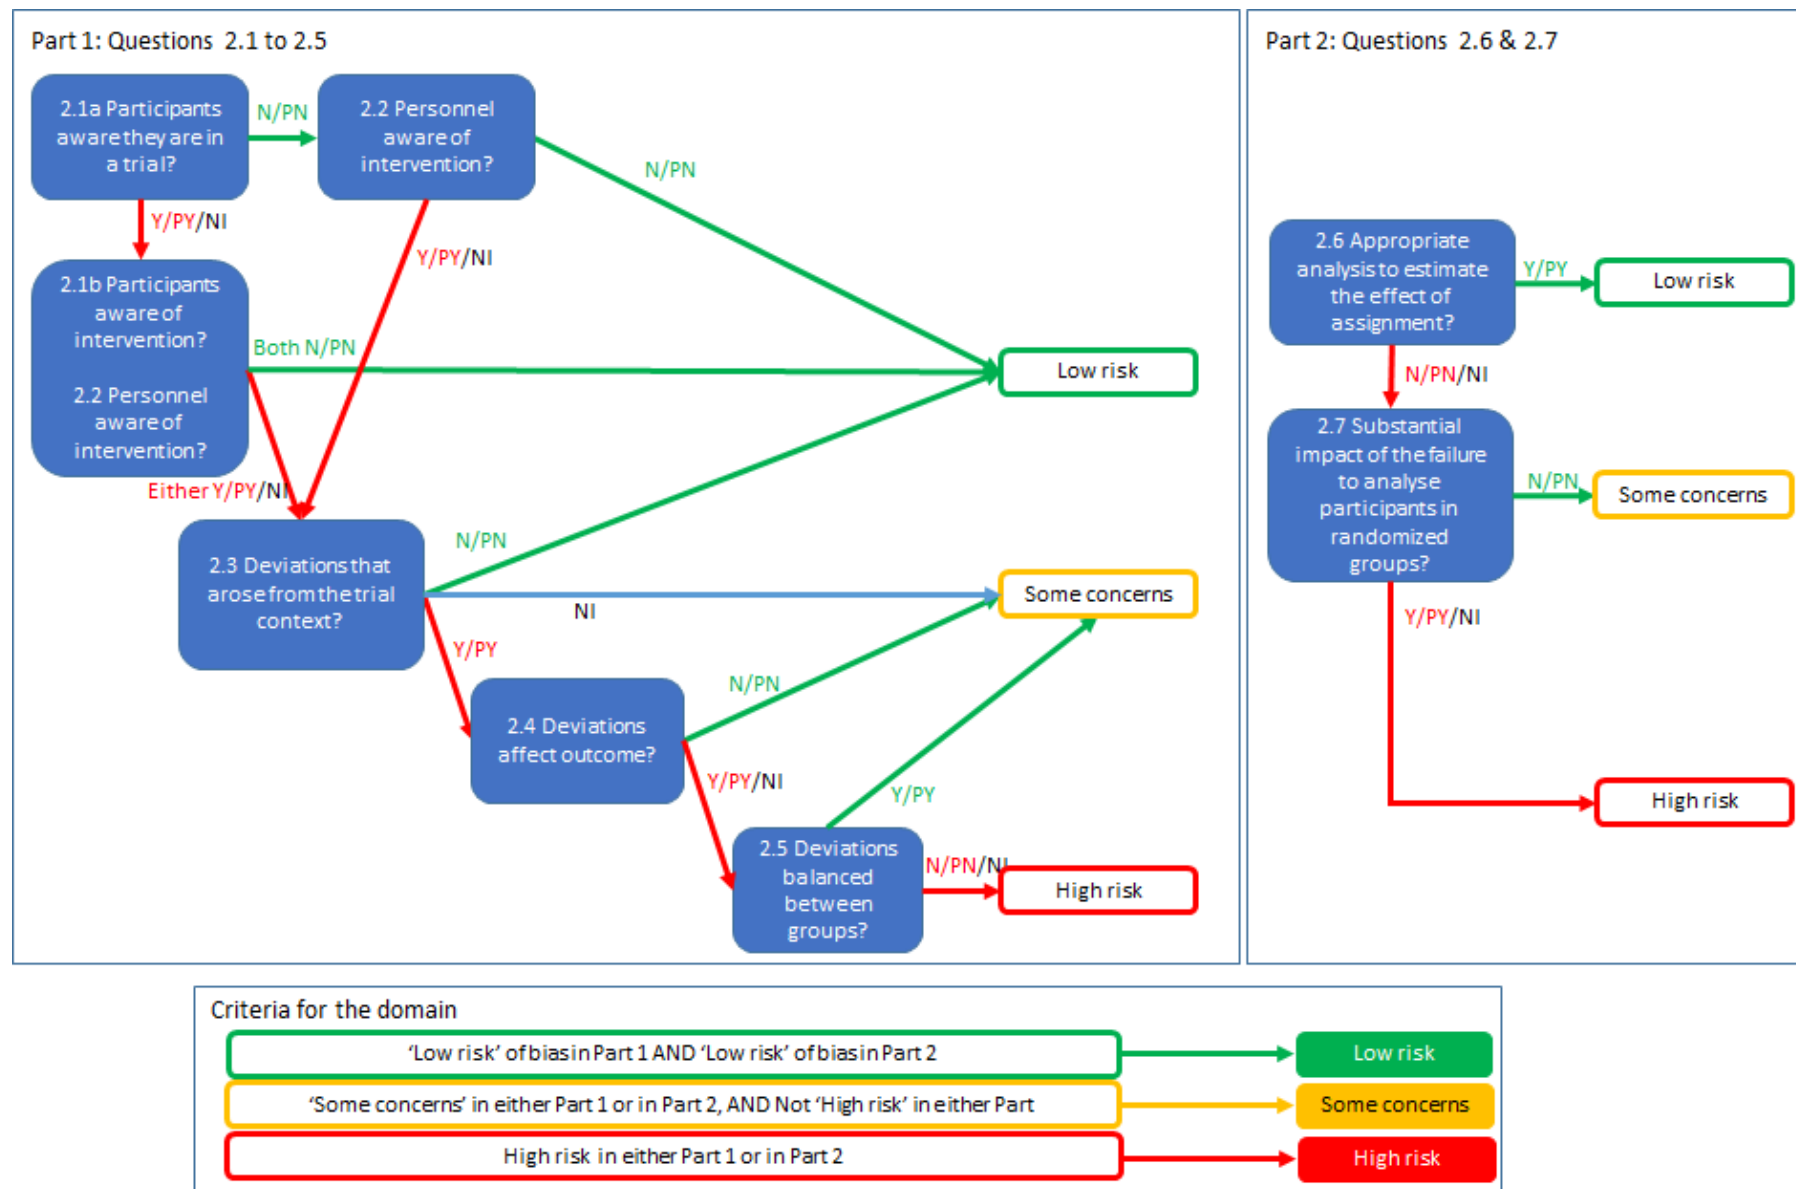 Part 1: Questions 2.1 to 2.5
2.1a Participants
aware they are in
a trial?
N/PN
2.2 Personnel
aware of
intervention?
N/PN
Y/PY/NI
Y/PY/NI
2.1b Participants
aware of
intervention?
2.2 Personnel
aware of
intervention?
Both N/PN
Low risk
Either Y/PY/NI
2.3 Deviations that
arose from the trial
context?
N/PN
NI
Some concerns
Y/PY
2.4 Deviations
affect outcome?
N/PN
Y/PY/NI
Y/PY
2.5 Deviations
balanced
between
groups?
N/PN/NI
High risk
Part 2: Questions 2.6 & 2.7
2.6 Appropriate
analysis to estimate
the effect of
assignment?
Y/PY
Low risk
N/PN/NI
2.7 Substantial
impact of the failure
to analyse
participants in
randomized
groups?
N/PN
Some concerns
Y/PY/NI
High risk
Criteria for the domain
‘Low risk’ of bias in Part 1 AND ‘Low risk’ of bias in Part 2
Low risk
‘Some concerns’ in either Part 1 or in Part 2, AND Not ‘High risk’ in either Part
Some concerns
High risk in either Part 1 or in Part 2
High risk